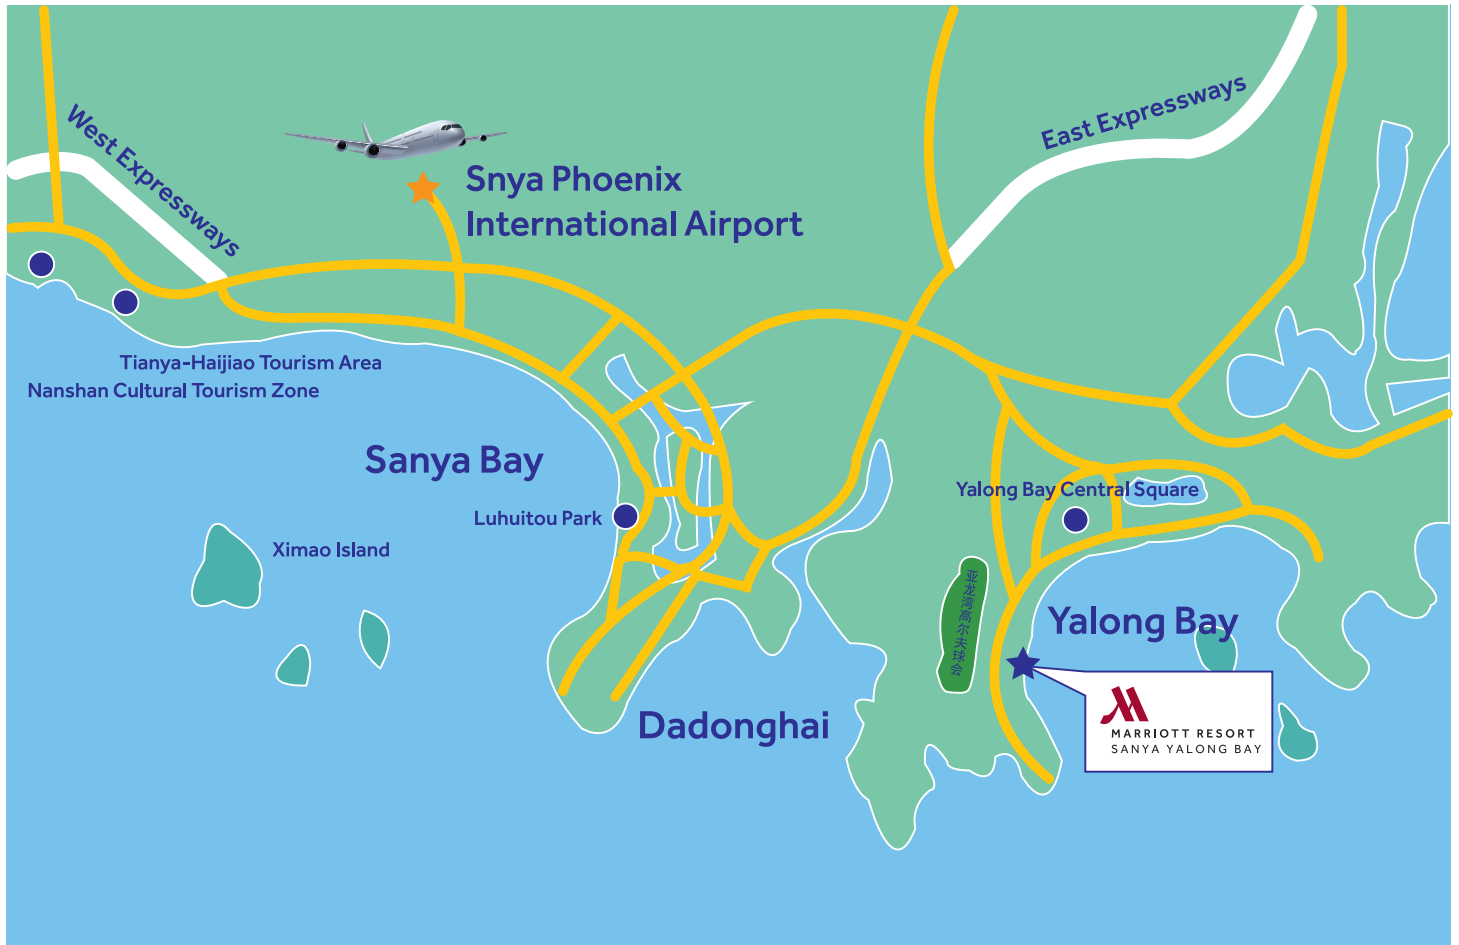 West Expressways
East Expressways
Snya Phoenix
International Airport
Tianya-Haijiao Tourism Area
Nanshan Cultural Tourism Zone
Sanya Bay
Yalong Bay Central Square
Luhuitou Park
Ximao Island
亚龙湾高尔夫球会
Yalong Bay
Dadonghai
MARRIOTT RESORT
SANYA YALONG BAY